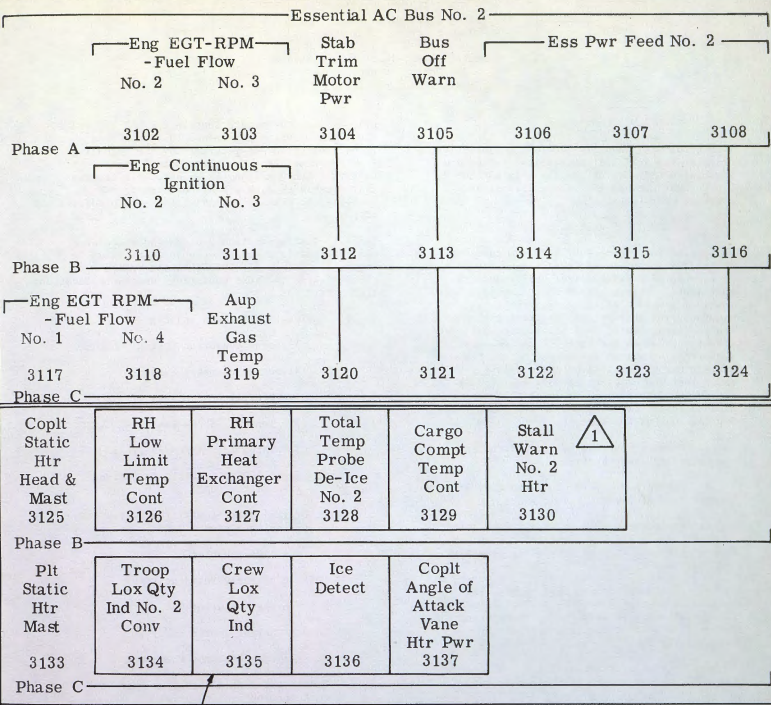 Essential AC Bus No. 2
Eng EGT-RPM
-Fuel Flow
No. 2 No. 3
Stab
Trim
Motor
Pwr
Bus
Off
Warn
Ess Pwr Feed No. 2
3102 3103 3104 3105 3106 3107 3108
Phase A
Eng Continuous
Ignition
No. 2 No. 3
3110 3111 3112 3113 3114 3115 3116
Phase B
Eng EGT RPM
-Fuel Flow
No. 1 No. 4
Aup
Exhaust
Gas
Temp
3117 3118 3119 3120 3121 3122 3123 3124
Phase C
Coplt
Static
Htr
Head &
Mast
3125
RH
Low
Limit
Temp
Cont
3126
RH
Primary
Heat
Exchanger
Cont
3127
Total
Temp
Probe
De-Ice
No. 2
3128
Cargo
Compt
Temp
Cont
3129
Stall
Warn
No. 2
Htr
3130
1
Phase B
Plt
Static
Htr
Mast
3133
Troop
Lox Qty
Ind No. 2
Conv
3134
Crew
Lox
Qty
Ind
3135
Ice
Detect
3136
Coplt
Angle of
Attack
Vane
Htr Pwr
3137
Phase C